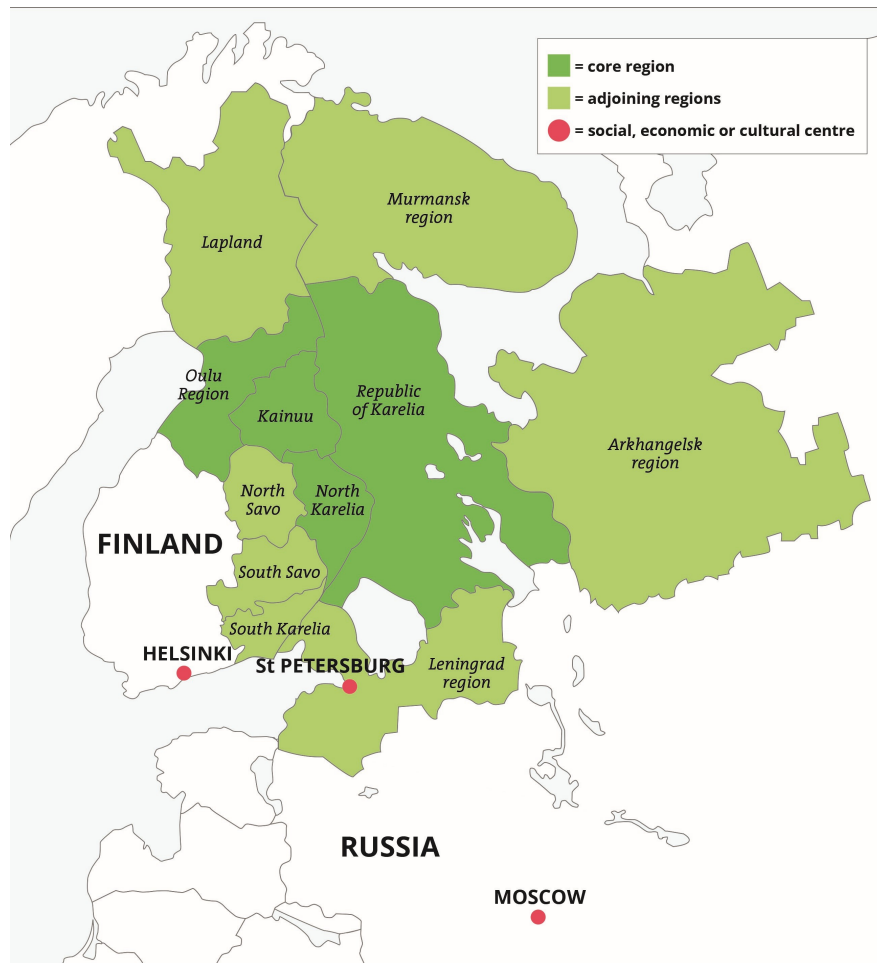 = core region
= adjoining regions
= social, economic or cultural centre
Murmansk
region
Lapland
Oulu
Region
Kainuu
Republic
of Karelia
Arkhangelsk
region
North
Savo
North
Karelia
FINLAND
South Savo
South Karelia
HELSINKI
St PETERSBURG
Leningrad
region
RUSSIA
MOSCOW